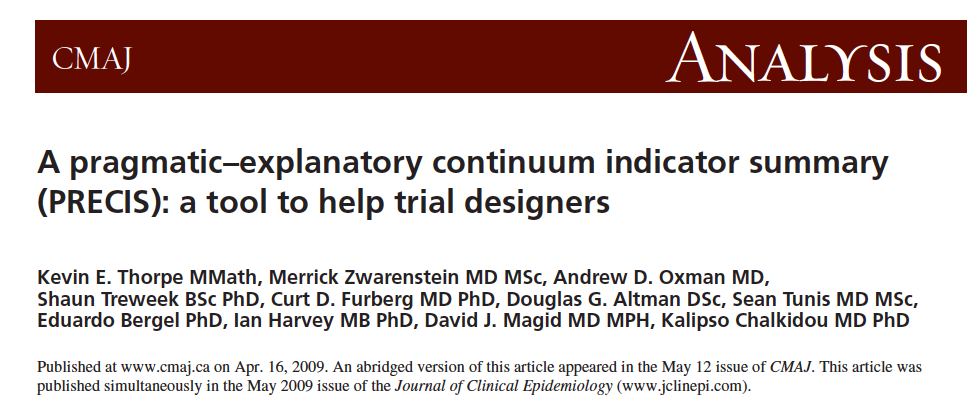 CMAJ
ANALYSIS
A pragmatic–explanatory continuum indicator summary
(PRECIS): a tool to help trial designers
Kevin E. Thorpe MMath, Merrick Zwarenstein MD MSc, Andrew D. Oxman MD,
Shaun Treweek BSc PhD, Curt D. Furberg MD PhD, Douglas G. Altman DSc, Sean Tunis MD MSc,
Eduardo Bergel PhD, Ian Harvey MB PhD, David J. Magid MD MPH, Kalipso Chalkidou MD PhD
Published at www.cmaj.ca on Apr. 16, 2009. An abridged version of this article appeared in the May 12 issue of CMAJ. This article was
published simultaneously in the May 2009 issue of the Journal of Clinical Epidemiology (www.jclinepi.com).